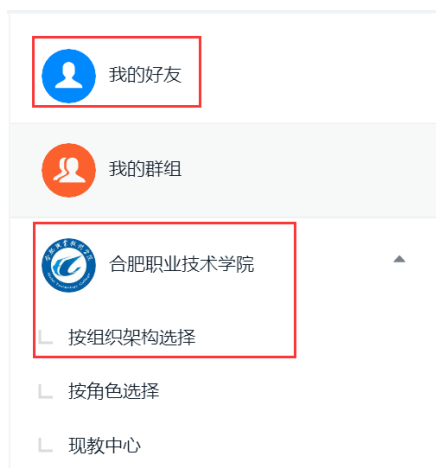 我的好友
我的群组
合肥职业技术学院
按组织架构选择
按角色选择
现教中心